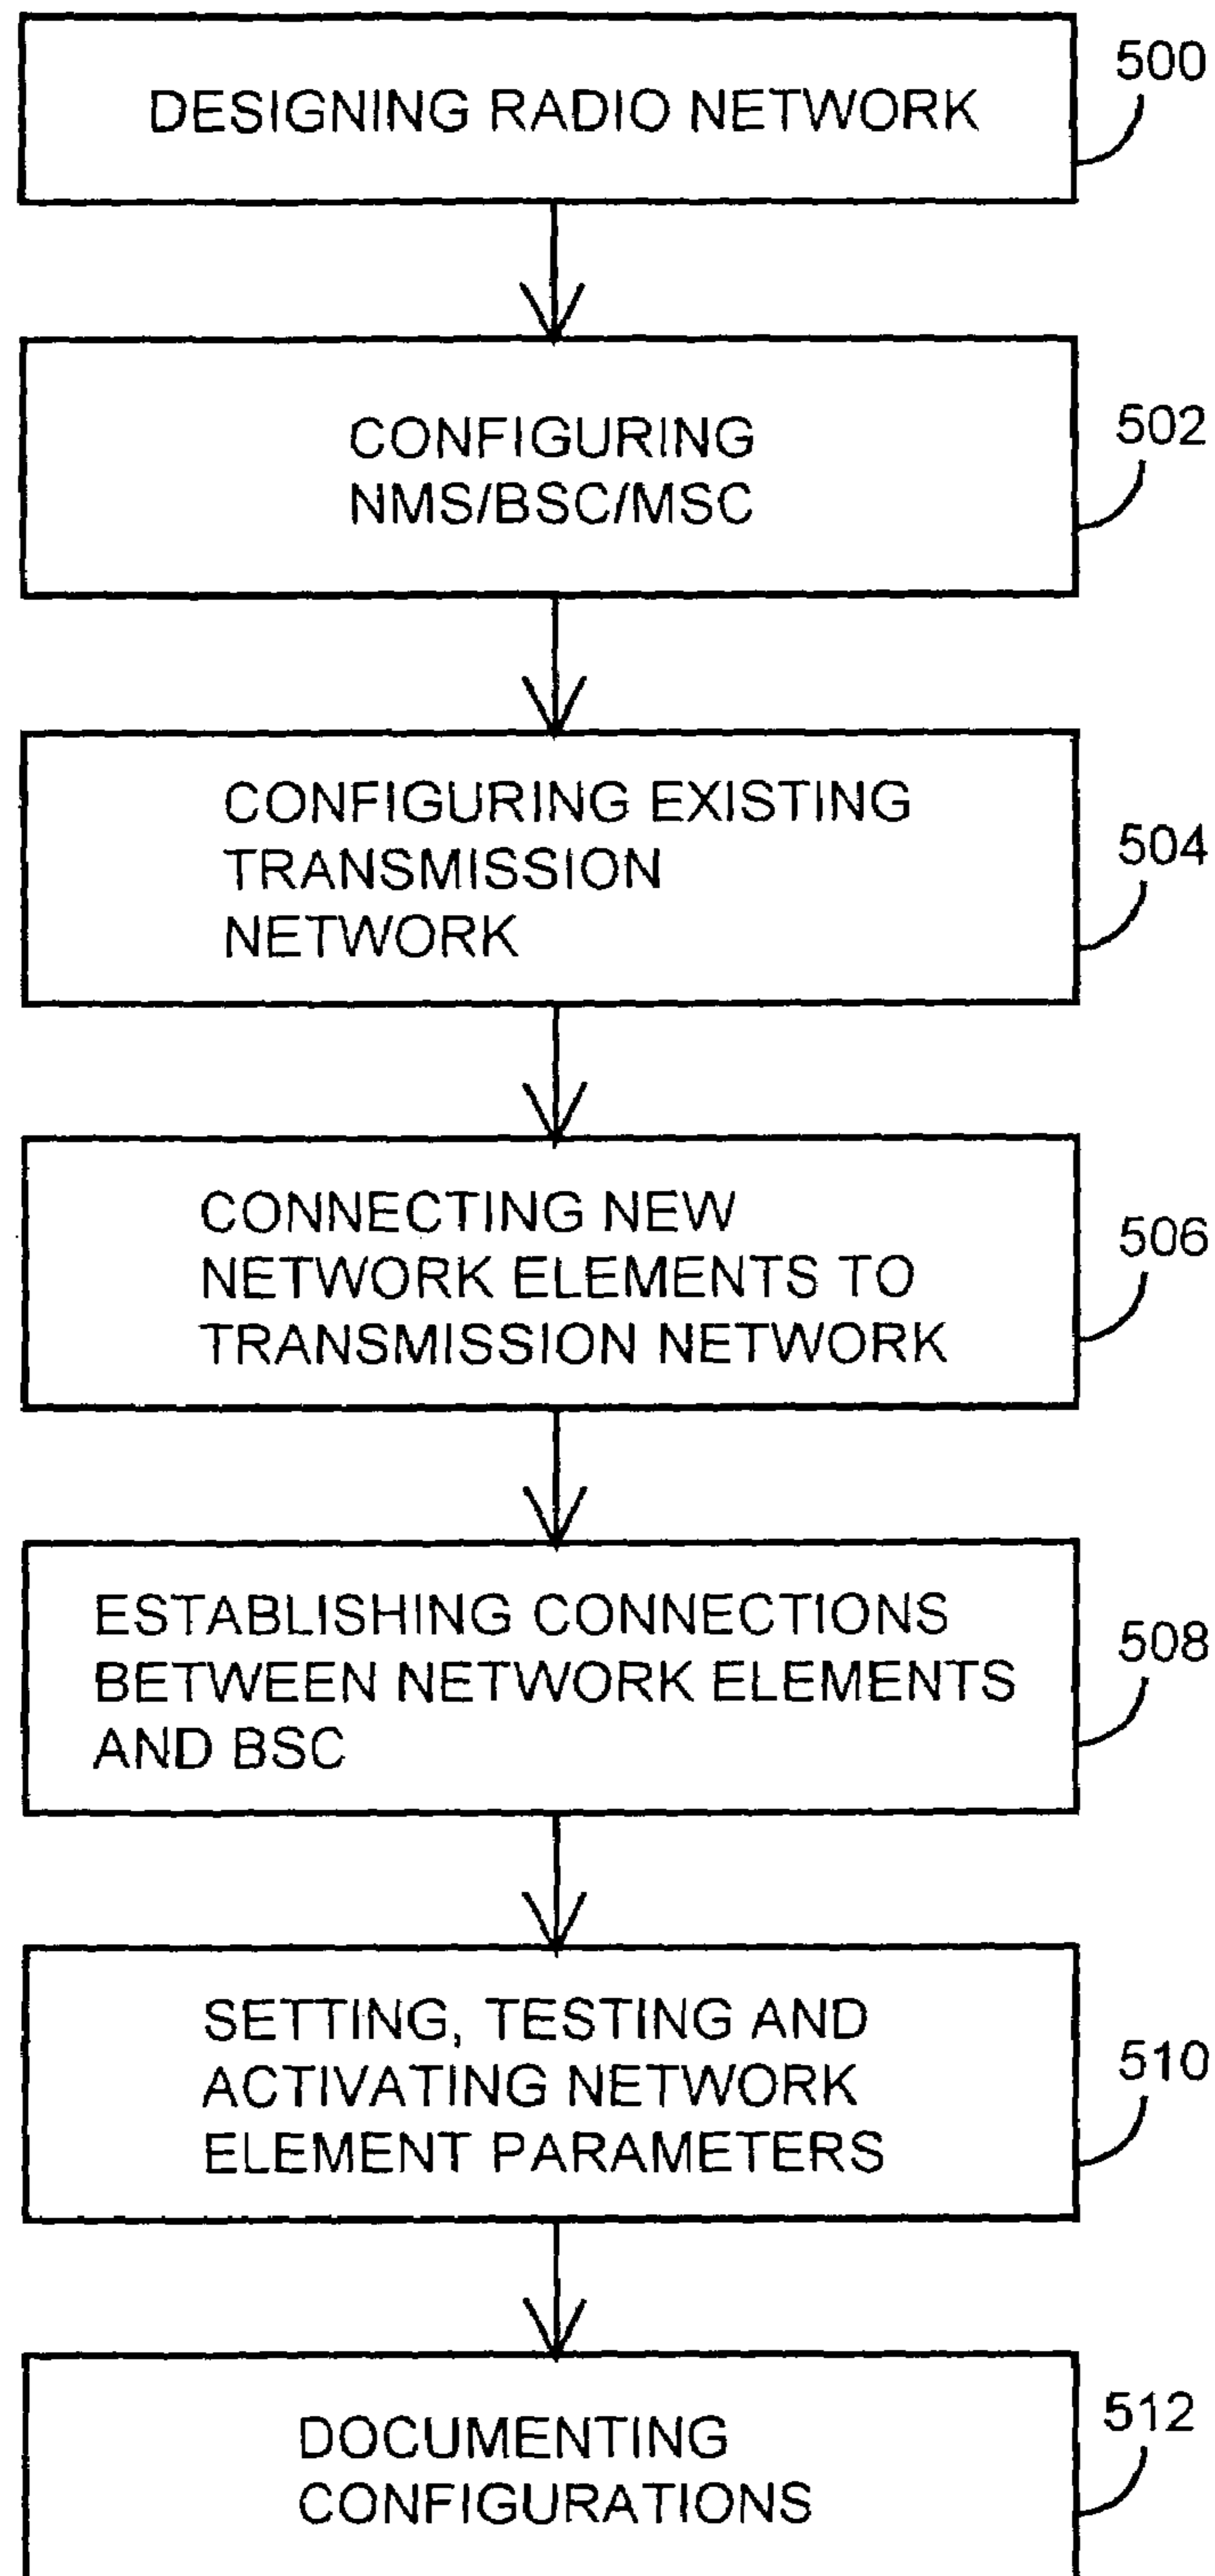 DESIGNING RADIO NETWORK
500
CONFIGURING
NMS/BSC/MSC
502
CONFIGURING EXISTING
TRANSMISSION
NETWORK
504
CONNECTING NEW
NETWORK ELEMENTS TO
TRANSMISSION NETWORK
506
ESTABLISHING CONNECTIONS
BETWEEN NETWORK ELEMENTS
AND BSC
508
SETTING, TESTING AND
ACTIVATING NETWORK
ELEMENT PARAMETERS
510
DOCUMENTING
CONFIGURATIONS
512